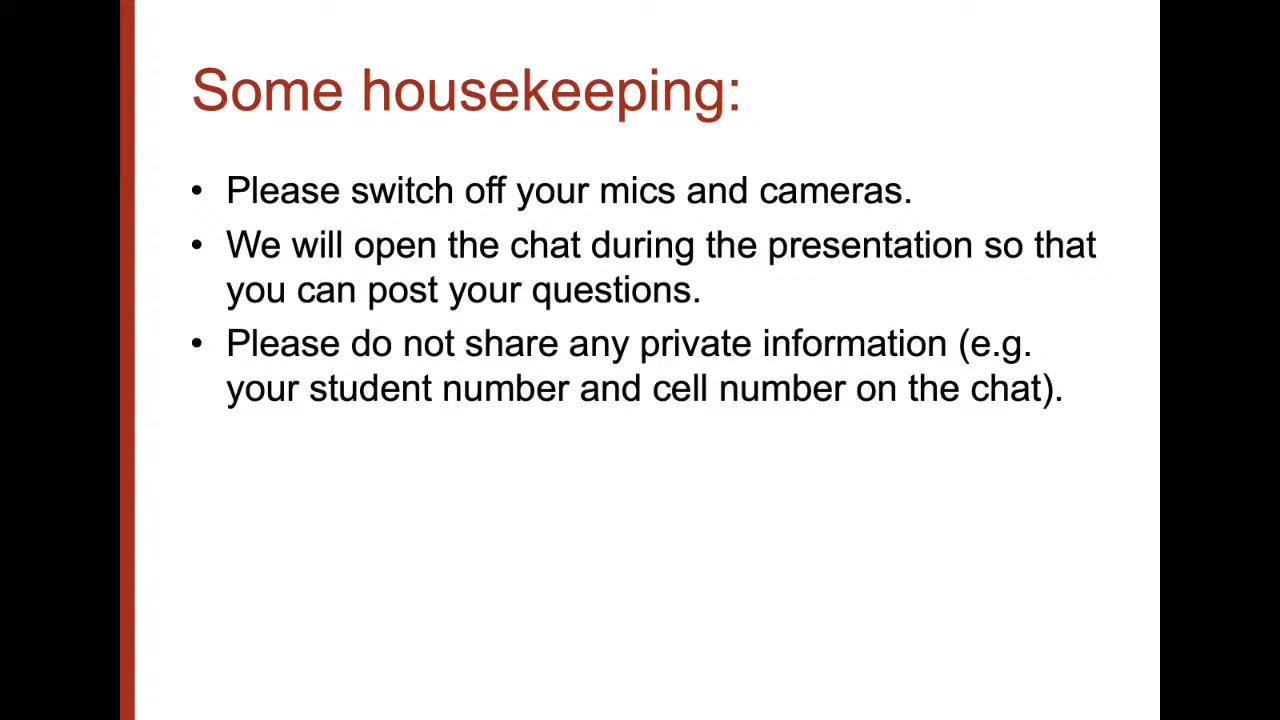 Some housekeeping:
• Please switch off your mics and cameras.
• We will open the chat during the presentation so that
you can post your questions.
• Please do not share any private information (e.g.
your student number and cell number on the chat).